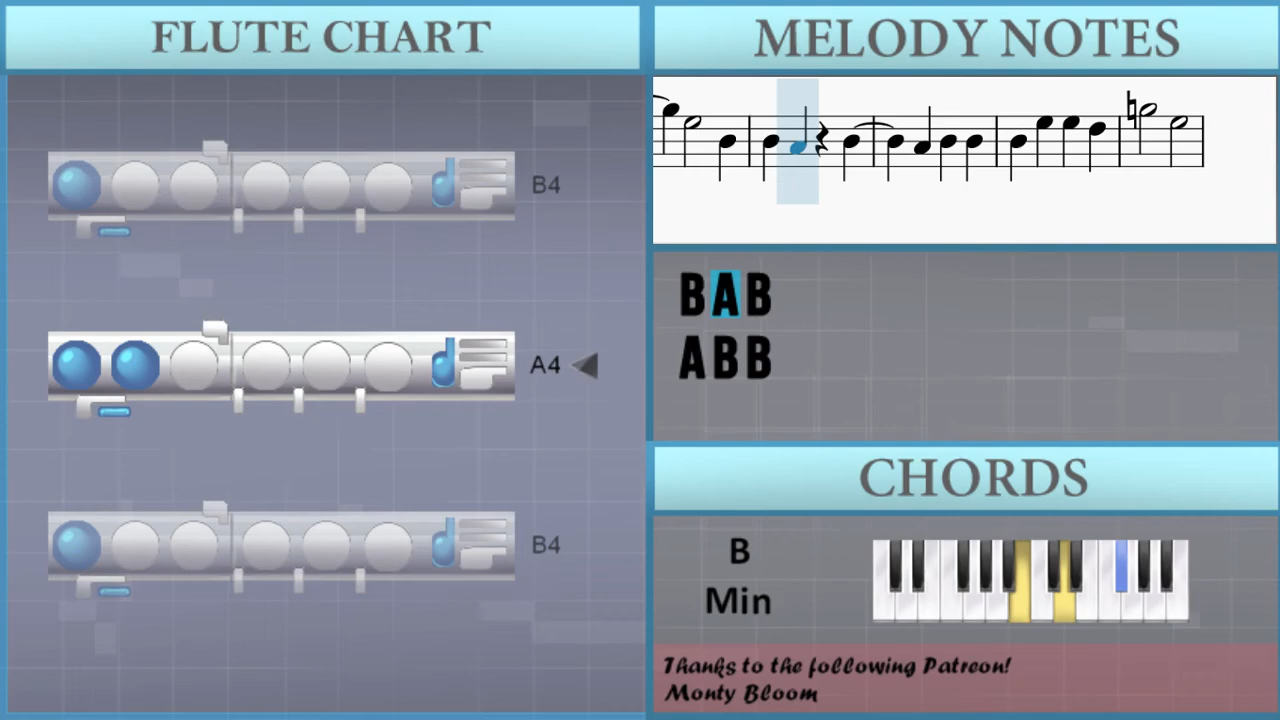 FLUTE CHART
B4
A4
B4
MELODY NOTES
BAB
ABB
CHORDS
B
Min
Thanks to the following Patreon!
Monty Bloom